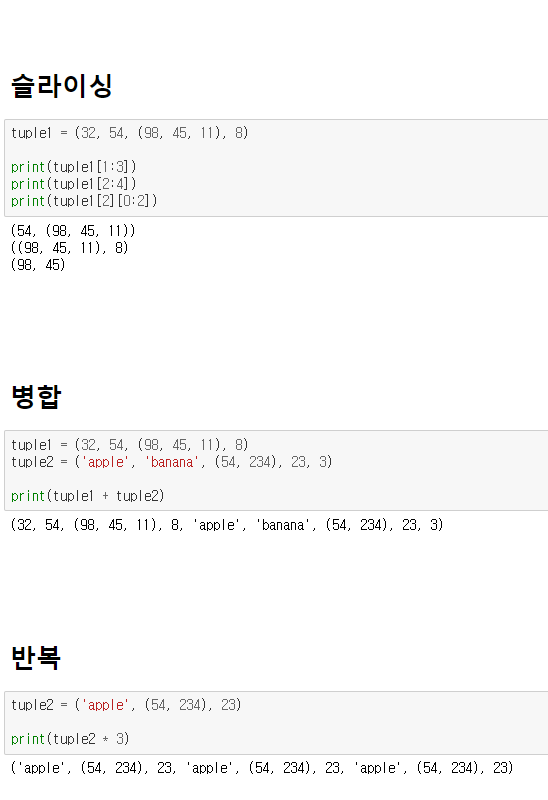 슬라이싱
tuple1 = (32, 54, (98, 45, 11), 8)
print(tuple1[1:3])
print(tuple1[2:4])
print(tuple1[2][0:2])
(54, (98, 45, 11))
((98, 45, 11), 8)
(98, 45)
병합
tuple1 = (32, 54, (98, 45, 11), 8)
tuple2 = ('apple', 'banana', (54, 234), 23, 3)
print(tuple1 + tuple2)
(32, 54, (98, 45, 11), 8, 'apple', 'banana', (54, 234), 23, 3)
반복
tuple2 = ('apple', (54, 234), 23)
print(tuple2 * 3)
('apple', (54, 234), 23, 'apple', (54, 234), 23, 'apple', (54, 234), 23)